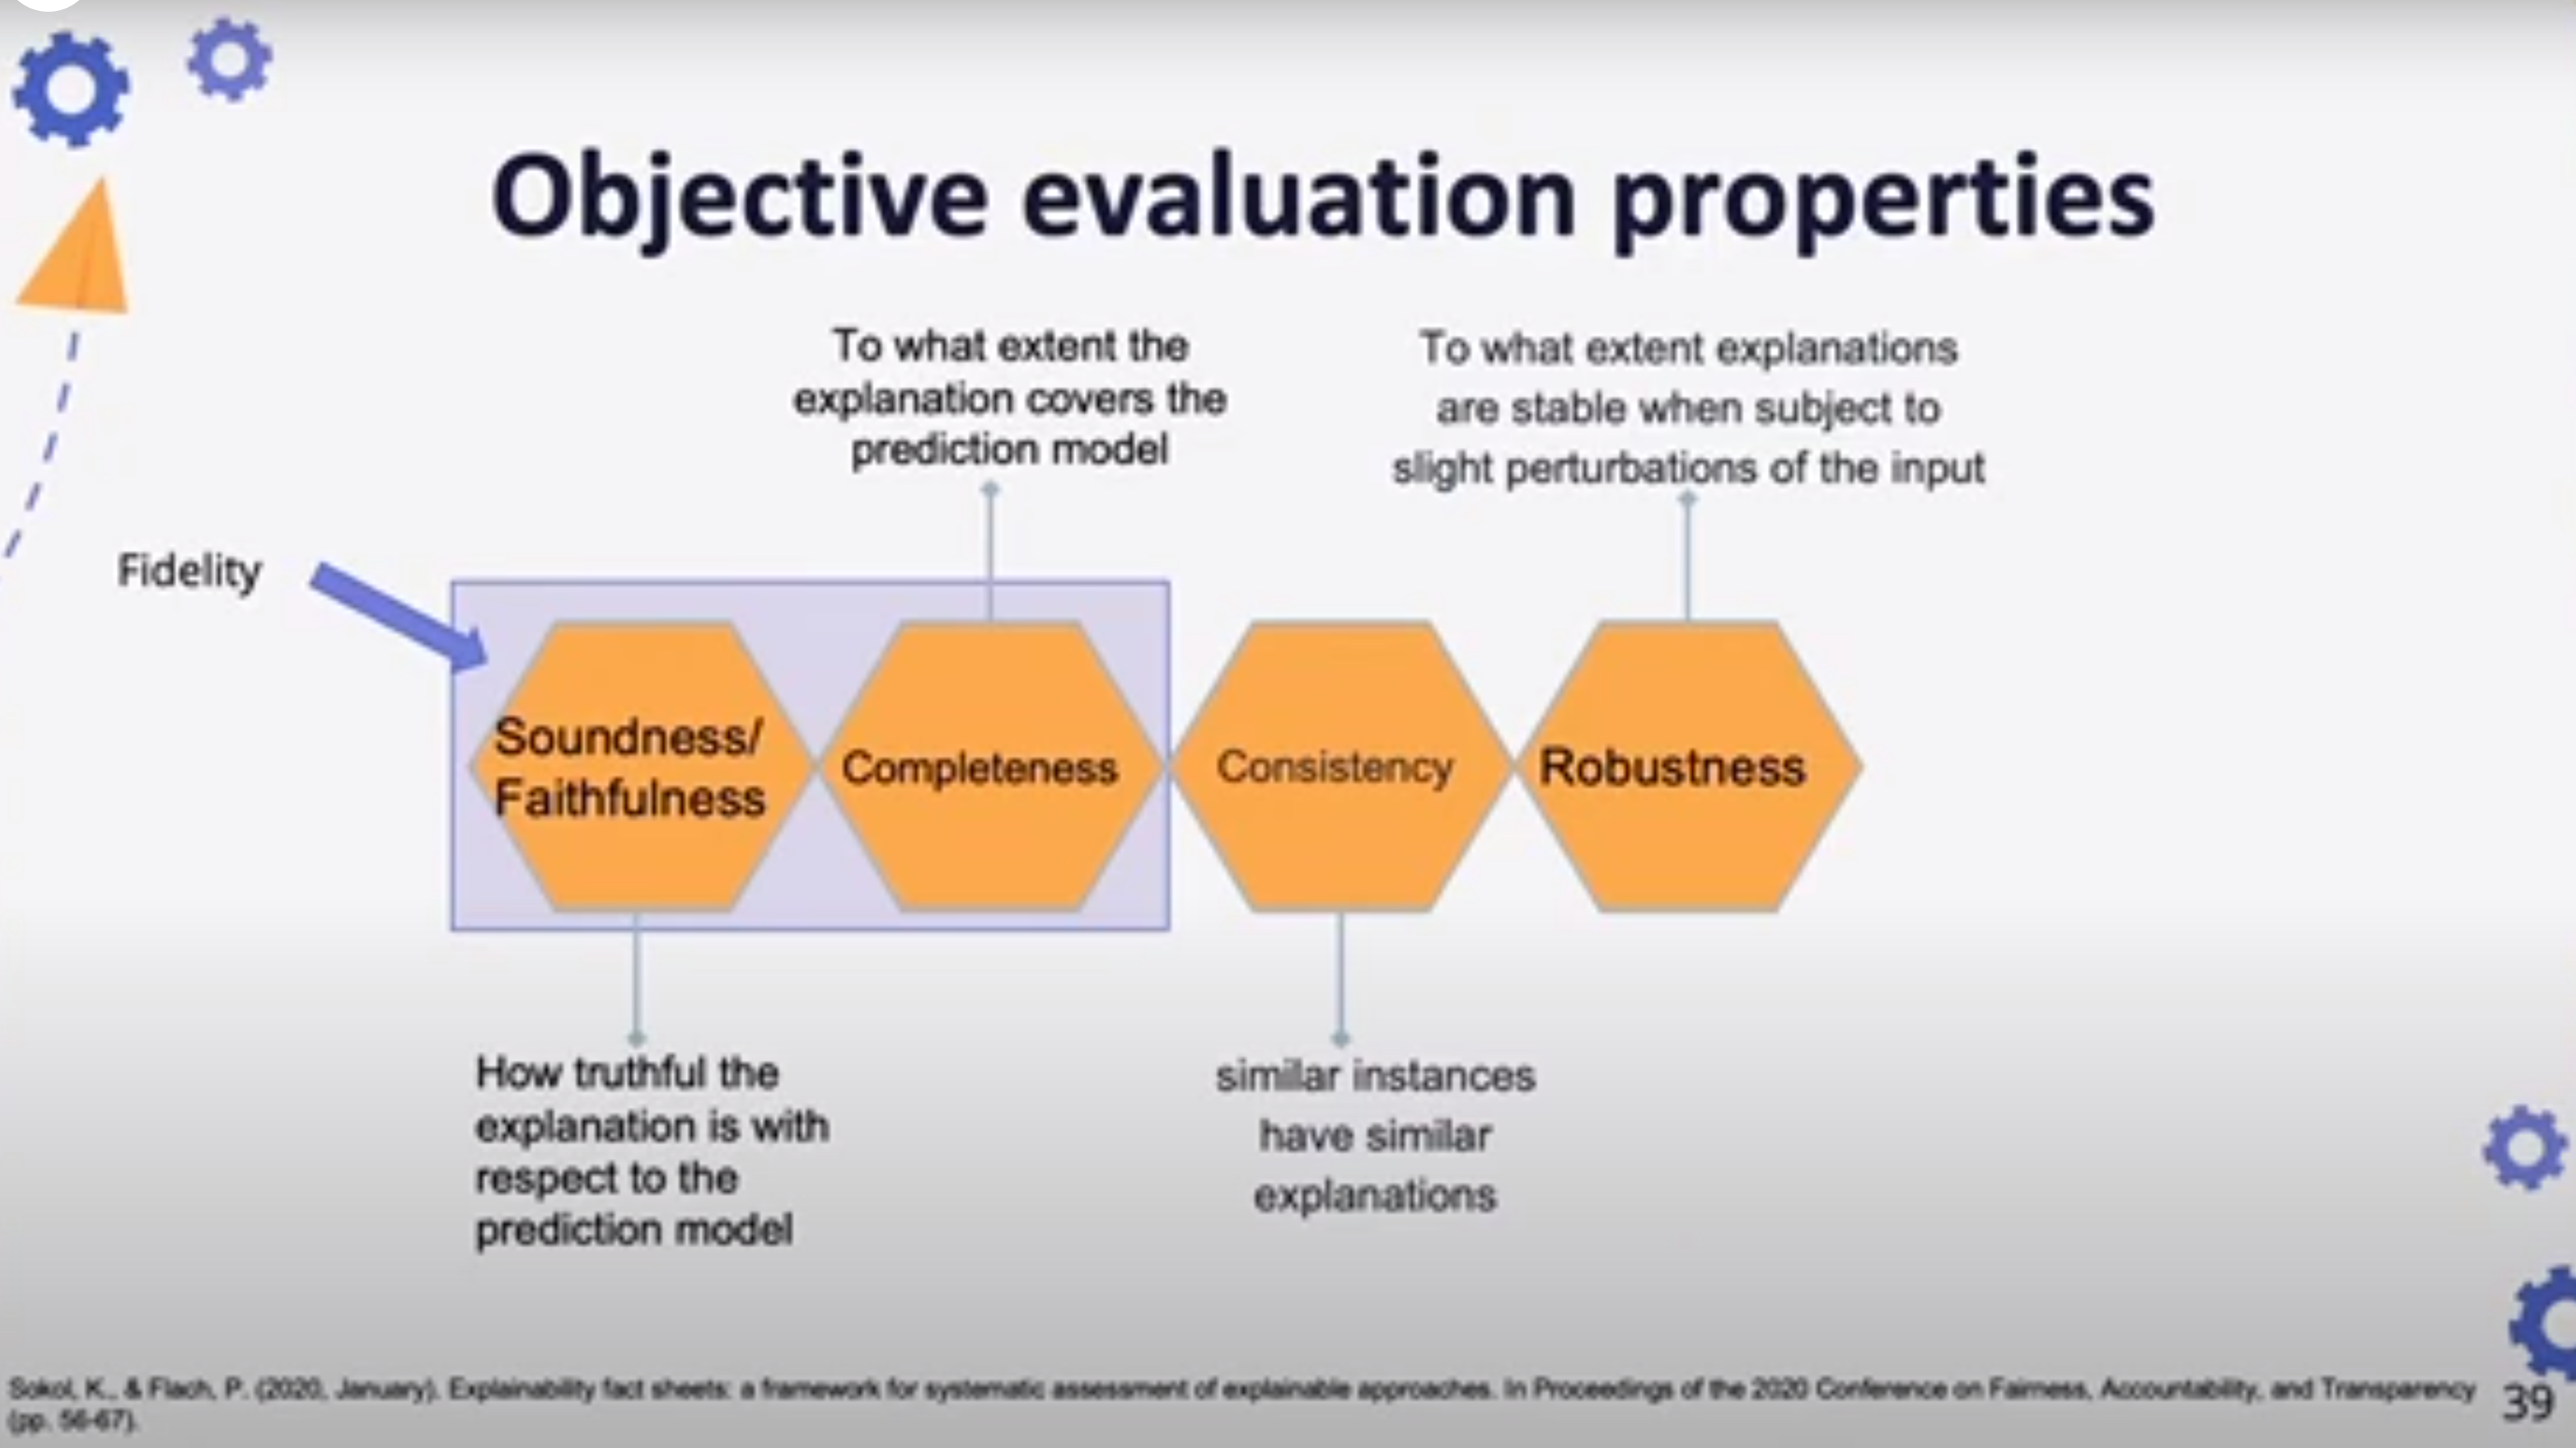 Objective evaluation properties
To what extent the
explanation covers the
prediction model
To what extent explanations
are stable when subject to
slight perturbations of the input
Fidelity
Soundness/
Faithfulness
Completeness
Consistency
Robustness
How truthful the
explanation is with
respect to the
prediction model
similar instances
have similar
explanations
Sokol, K., & Flach, P. (2020, January). Explainability fact sheets: a framework for systematic assessment of explainable approaches. In Proceedings of the 2020 Conference on Fairness, Accountability, and Transparency
(pp. 56-67).
39